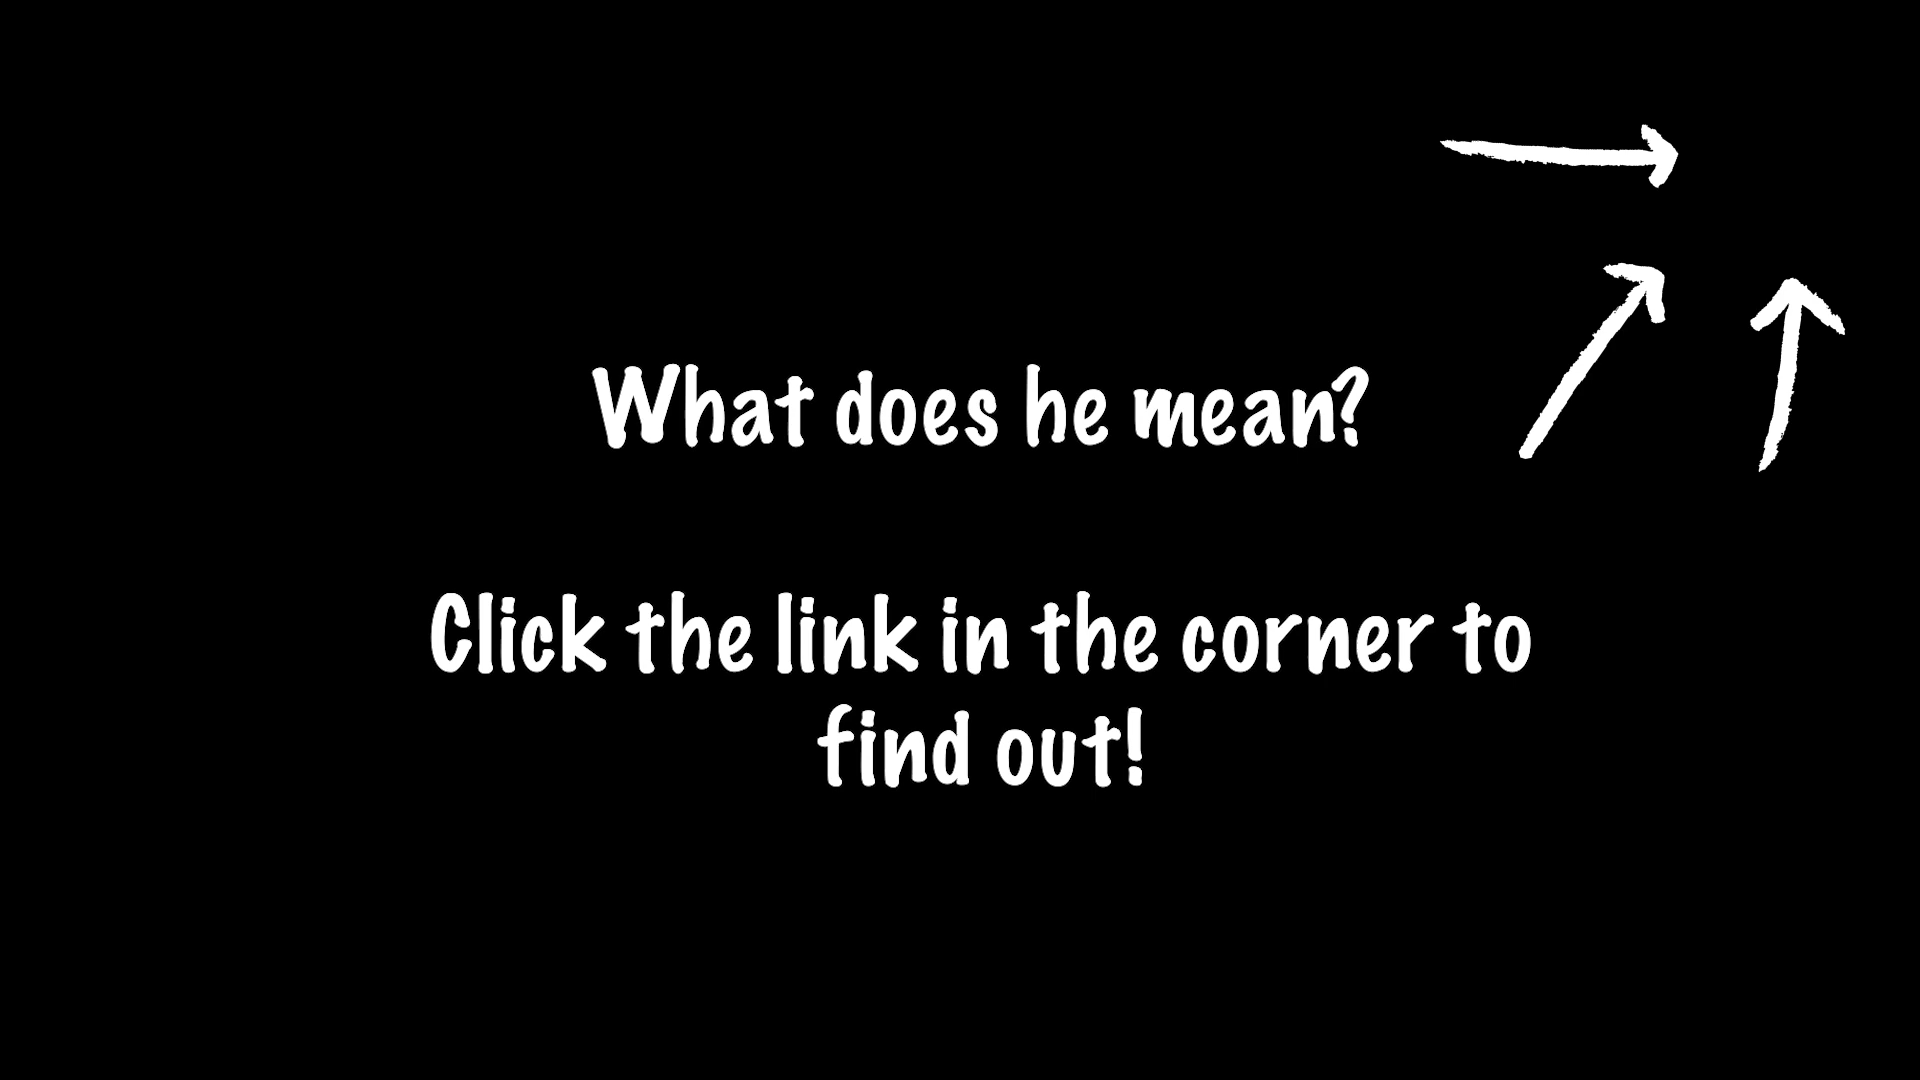 What does he mean?
Click the link in the corner to
find out!